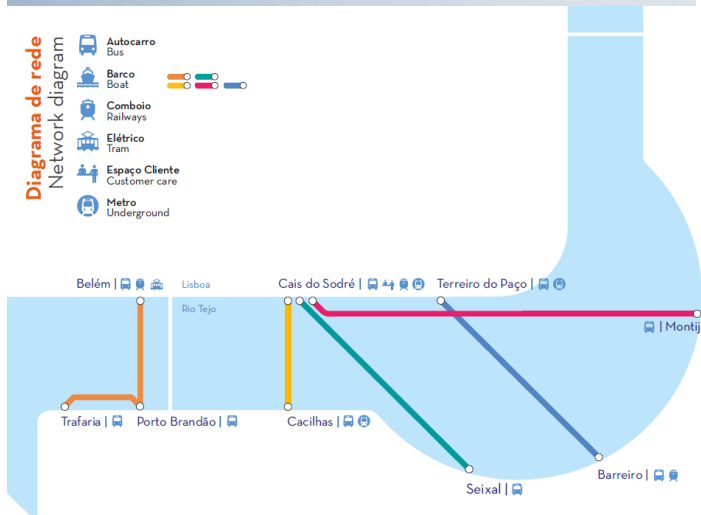 Diagrama de rede
Network diagram
Autocarro
Bus
Barco
Boat
Comboio
Railways
Elétrico
Tram
Espaço Cliente
Customer care
Metro
Underground
Belém |
Lisboa
Cais do Sodré |
Terreiro do Paço |
Rio Tejo
| Montij
Trafaria |
Porto Brandão |
Cacilhas |
Barreiro |
Seixal |